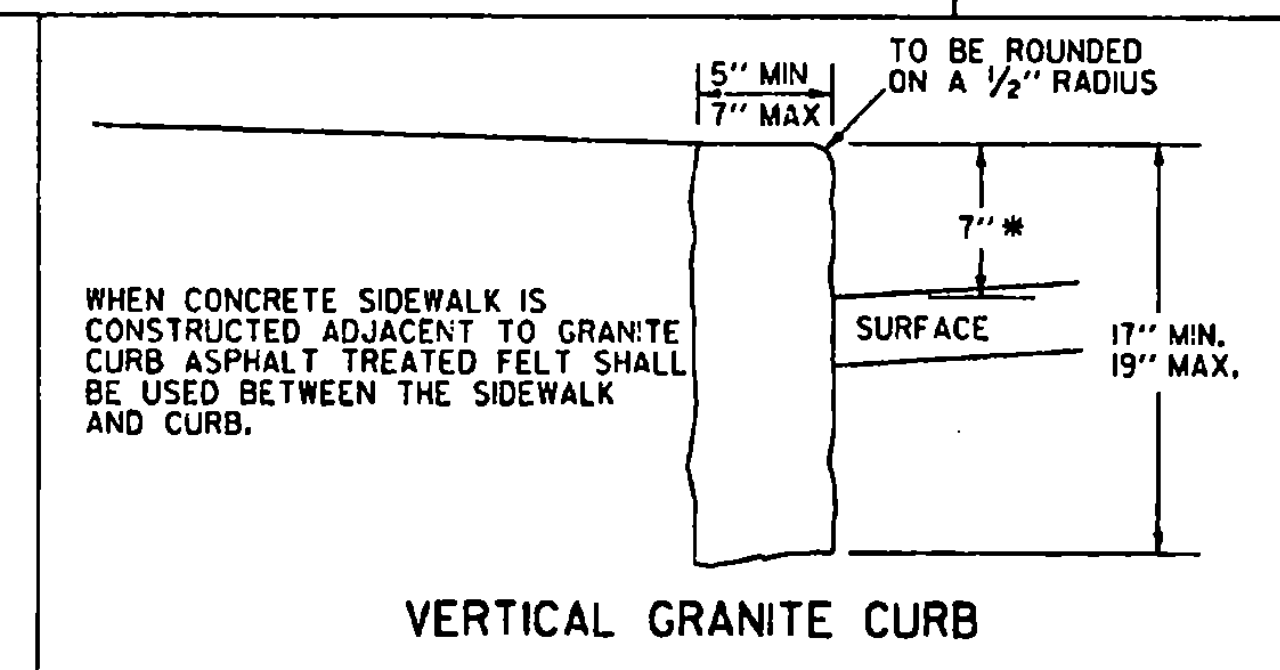 TO BE ROUNDED
ON A 1/2" RADIUS
5" MIN
7" MAX
7" *
WHEN CONCRETE SIDEWALK IS
CONSTRUCTED ADJACENT TO GRANITE
CURB ASPHALT TREATED FELT SHALL
BE USED BETWEEN THE SIDEWALK
AND CURB.
SURFACE
17" MIN.
19" MAX.
VERTICAL GRANITE CURB